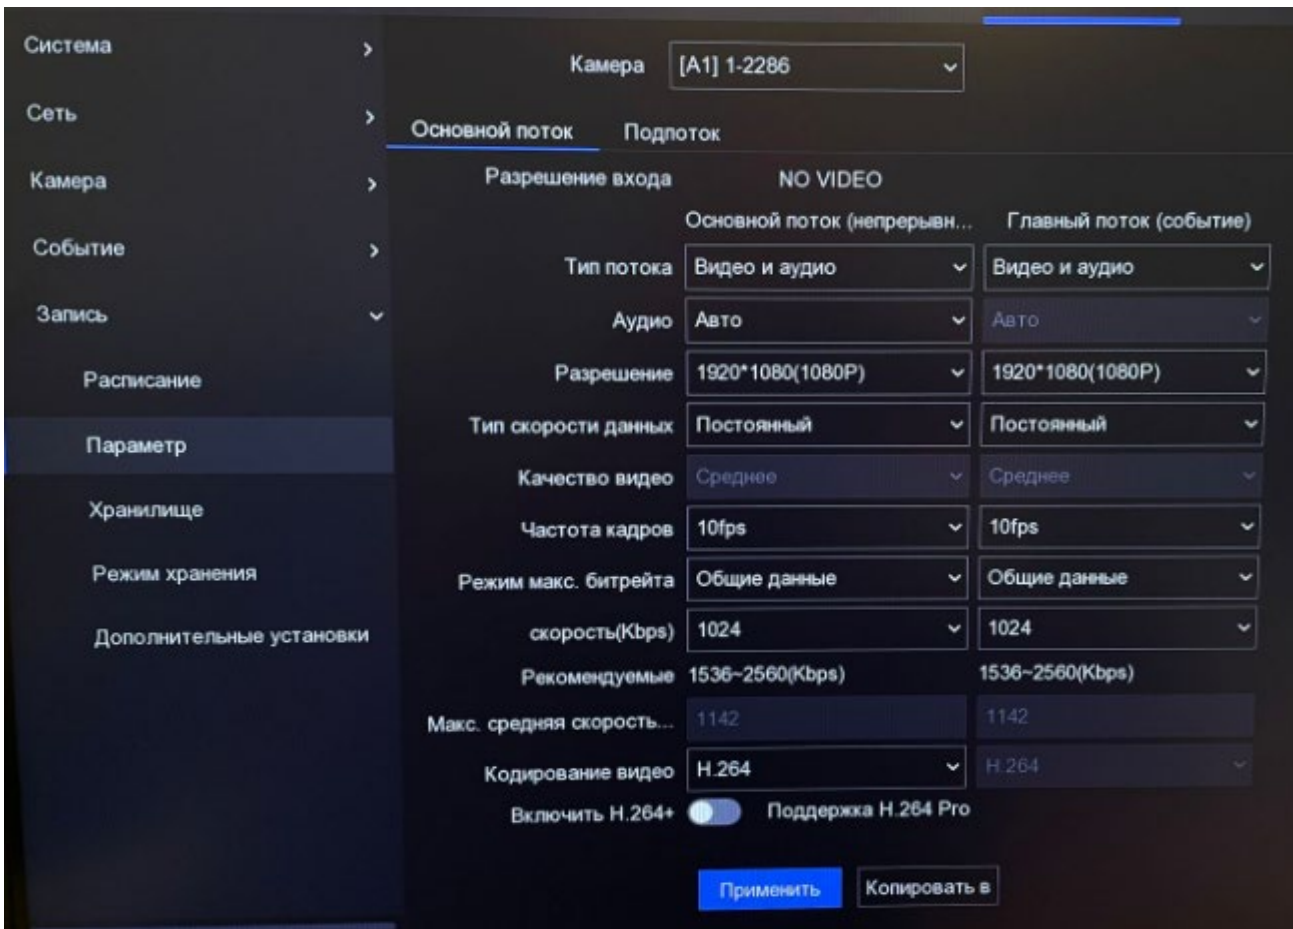 Система
Сеть
Камера
Событие
Запись
Расписание
Параметр
Хранилище
Режим хранения
Дополнительные установки
Камера [A1] 1-2286
Основной поток Подпоток
Разрешение входа NO VIDEO
Основной поток (непрерывн... Главный поток (событие)
Тип потока Видео и аудио Видео и аудио
Аудио Авто Авто
Разрешение 1920*1080(1080P) 1920*1080(1080P)
Тип скорости данных Постоянный Постоянный
Качество видео Среднее Среднее
Частота кадров 10fps 10fps
Режим макс. битрейта Общие данные Общие данные
скорость(Kbps) 1024 1024
Рекомендуемые 1536~2560(Kbps) 1536~2560(Kbps)
Макс. средняя скорость... 1142 1142
Кодирование видео H.264 H.264
Включить H.264+ Поддержка H.264 Pro
Применить Копировать в